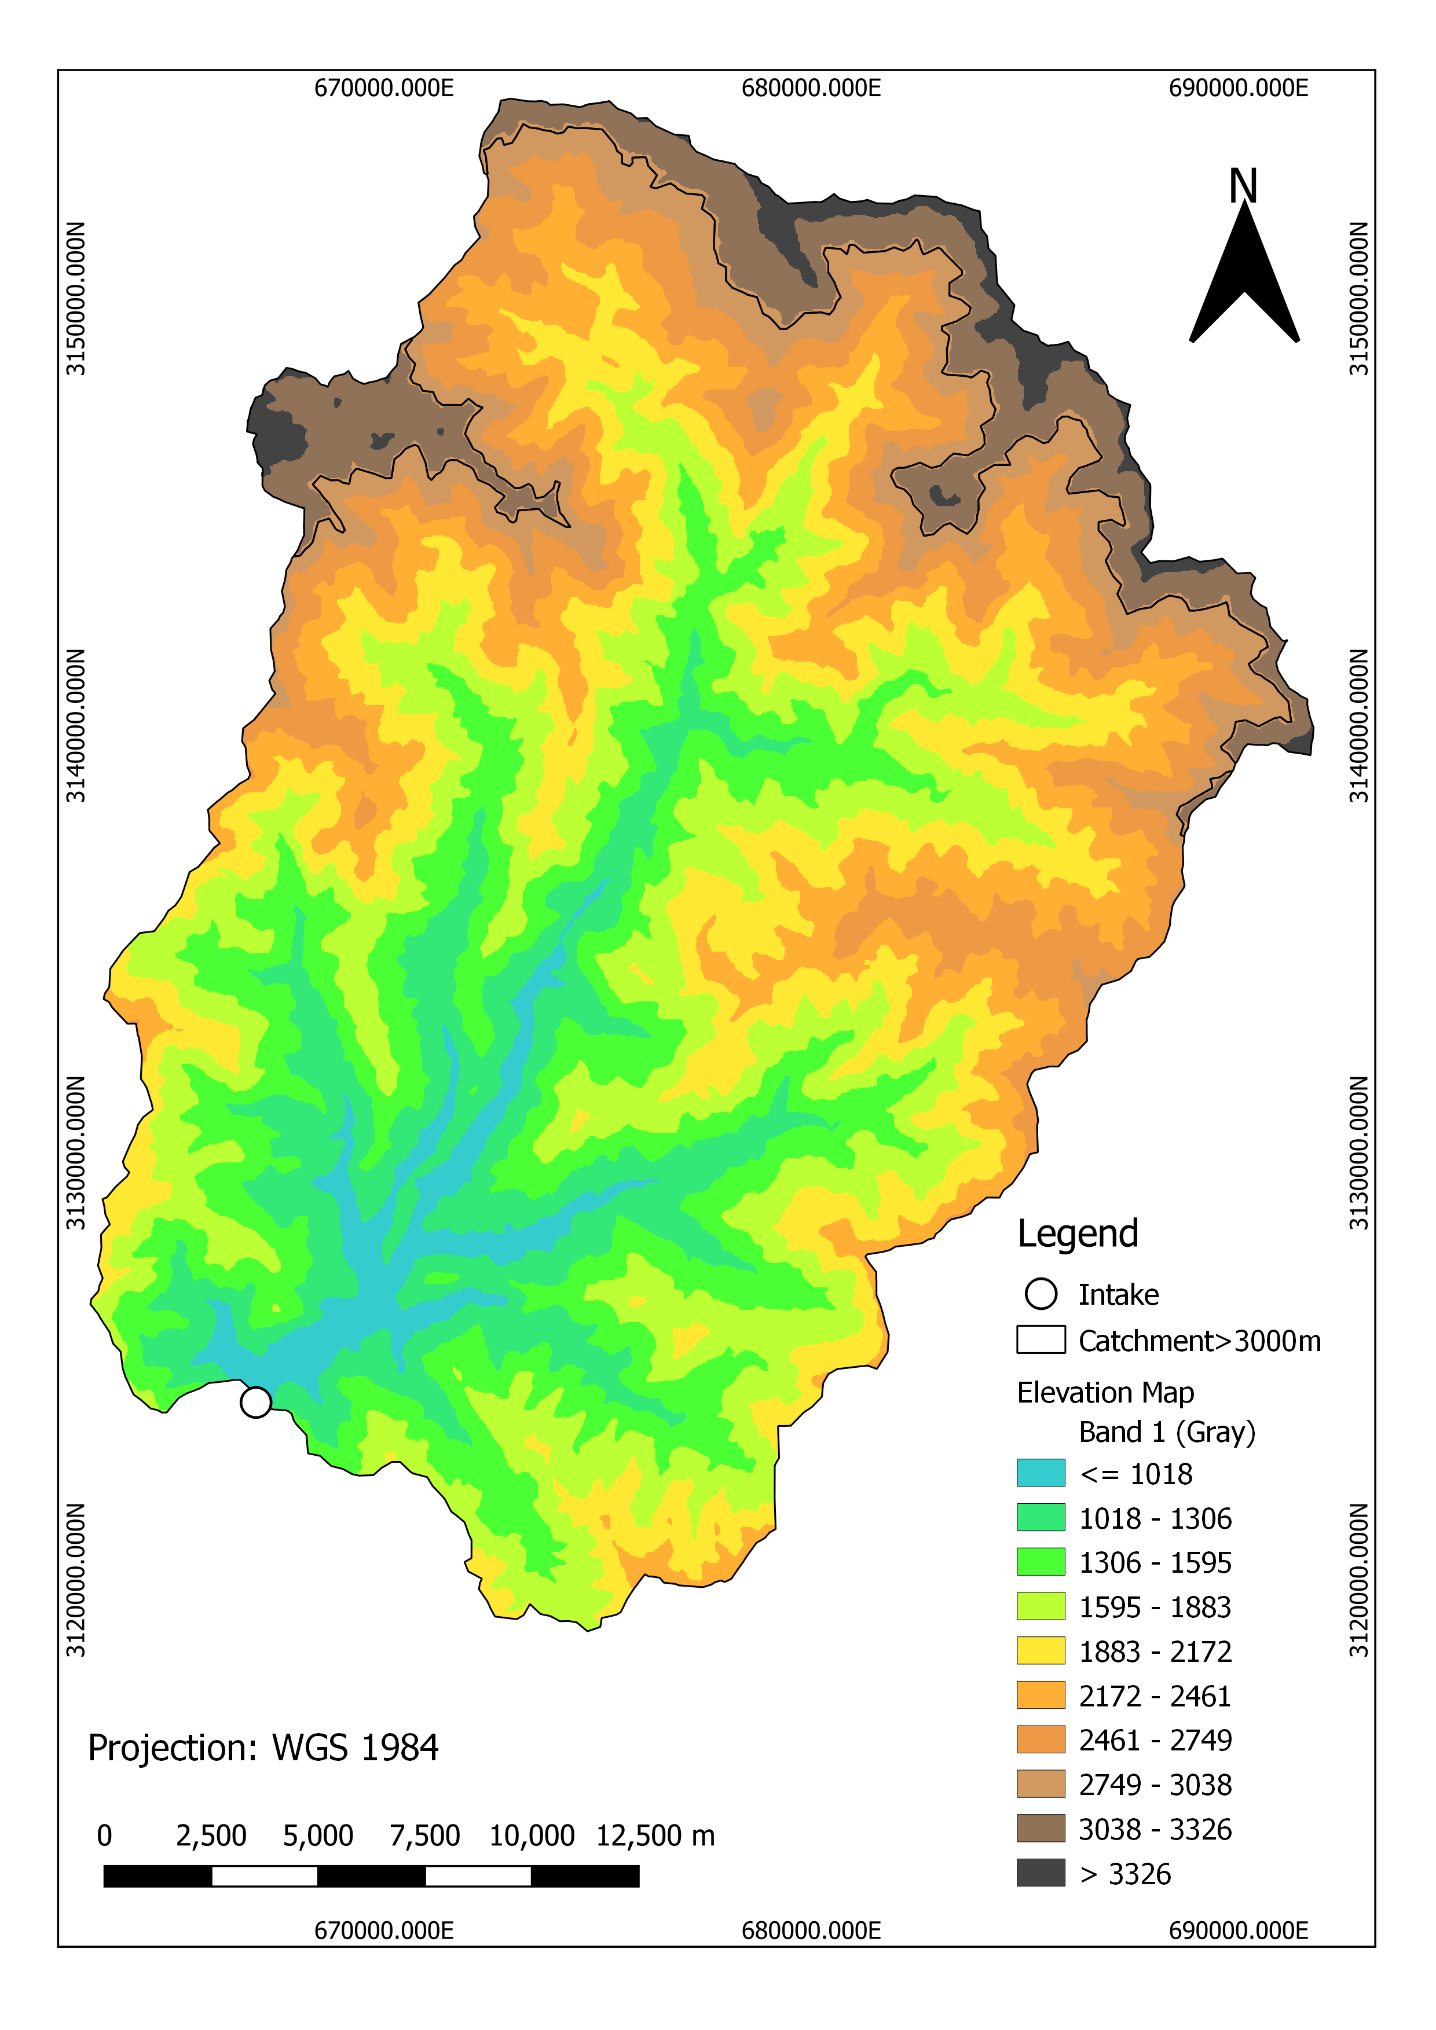 670000.000E 680000.000E 690000.000E
N
3150000.000N 3150000.000N
3140000.000N 3140000.000N
3130000.000N 3130000.000N
Legend
Intake
Catchment>3000m
Elevation Map
Band 1 (Gray)
<= 1018
1018 - 1306
1306 - 1595
1595 - 1883
1883 - 2172
2172 - 2461
2461 - 2749
2749 - 3038
3038 - 3326
> 3326
3120000.000N 3120000.000N
Projection: WGS 1984
0 2,500 5,000 7,500 10,000 12,500 m
670000.000E 680000.000E 690000.000E